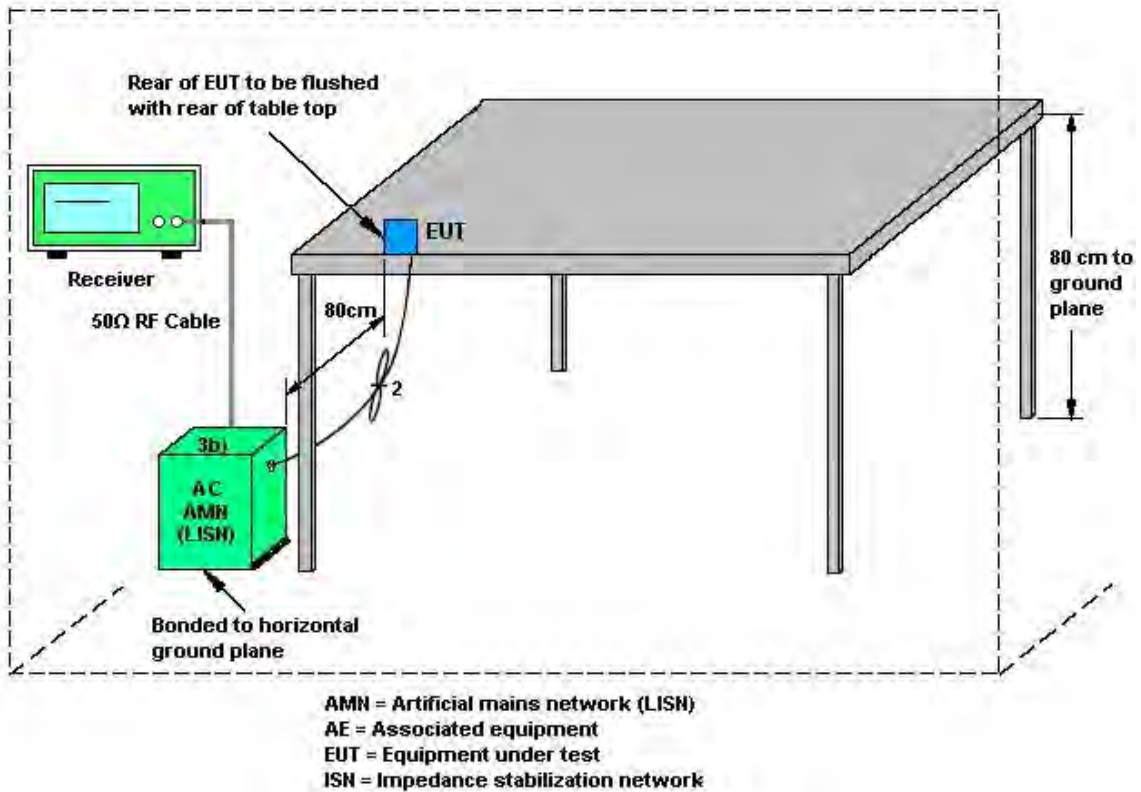 Rear of EUT to be flushed
with rear of table top
EUT
Receiver
80 cm to
ground
plane
80cm
50Ω RF Cable
2
3b)
AC
AMN
(LISN)
Bonded to horizontal
ground plane
AMN = Artificial mains network (LISN)
AE = Associated equipment
EUT = Equipment under test
ISN = Impedance stabilization network